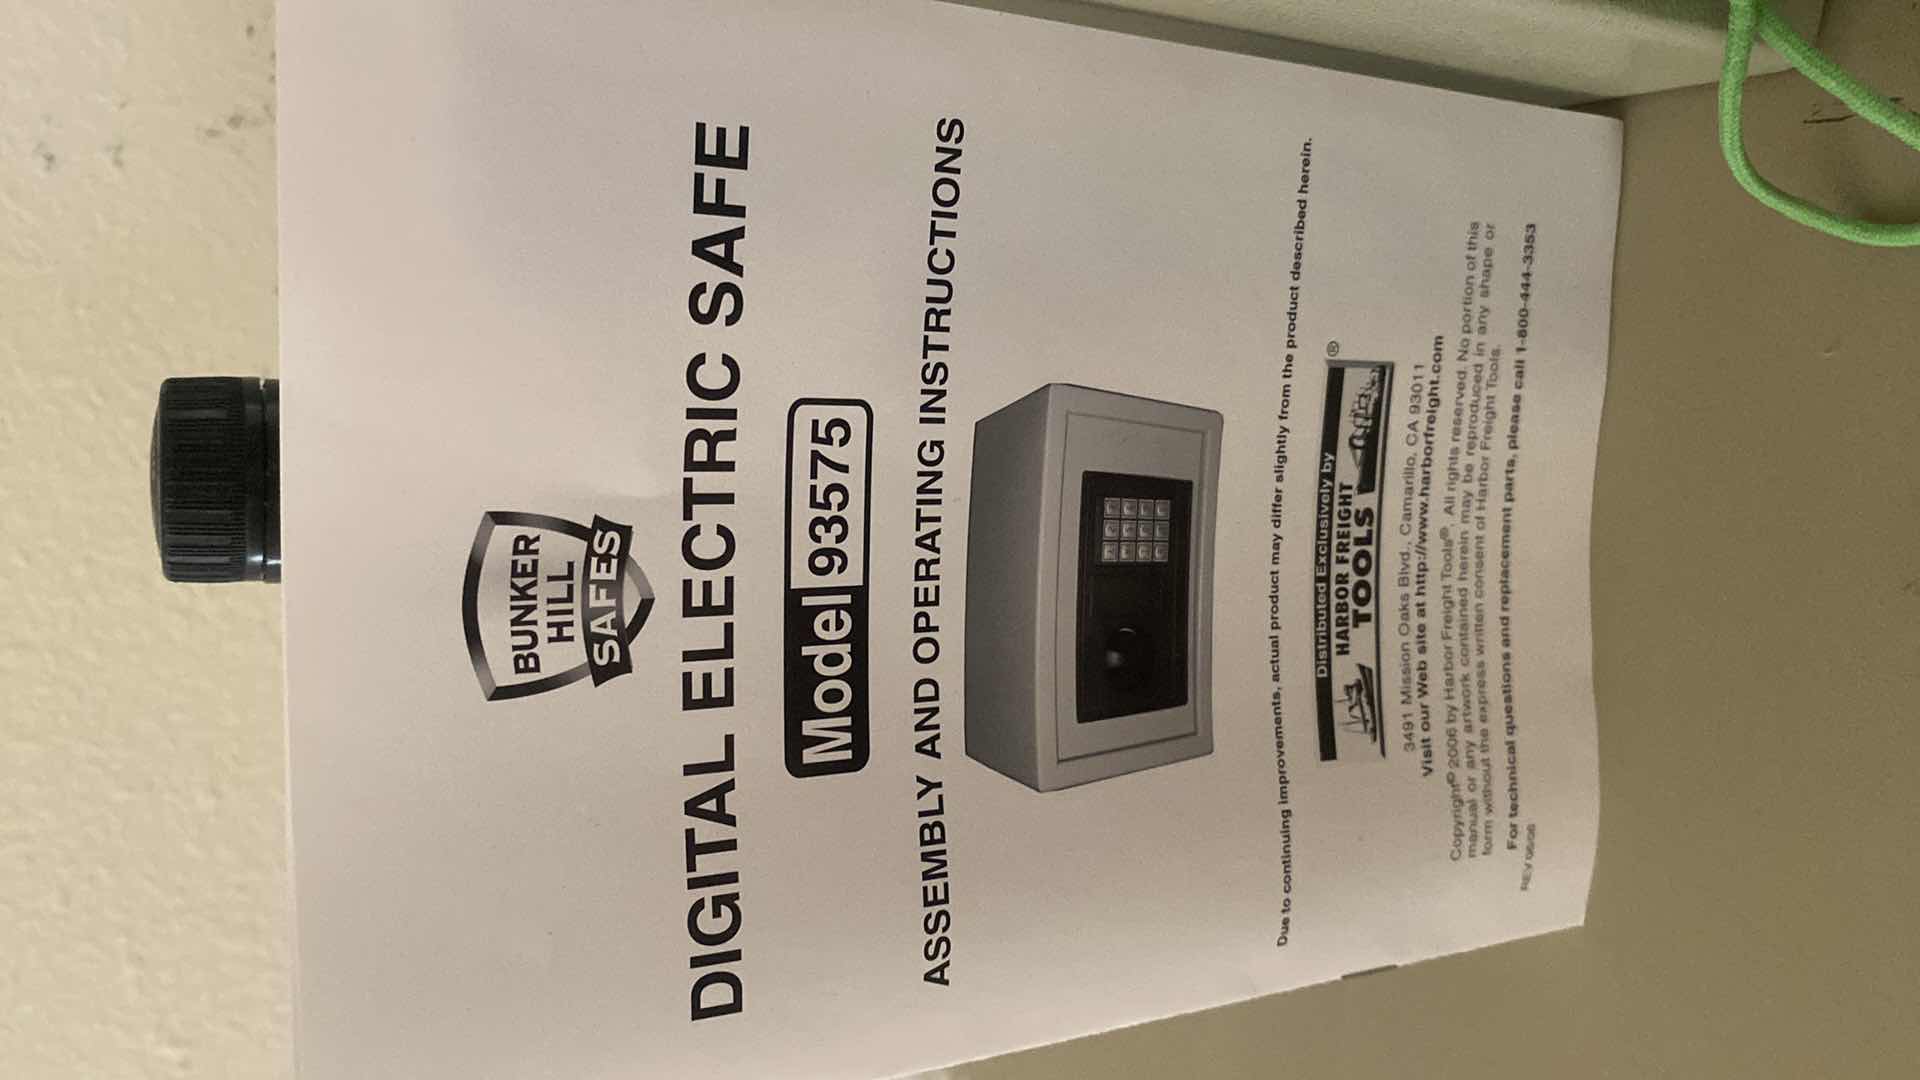 BUNKER
HILL
SAFES
DIGITAL ELECTRIC SAFE
Model 93575
ASSEMBLY AND OPERATING INSTRUCTIONS
Due to continuing improvements, actual product may differ slightly from the product described herein.
Distributed Exclusively by
HARBOR FREIGHT
TOOLS ®
3491 Mission Oaks Blvd., Camarillo, CA 93011
Visit our Web site at http://www.harborfreight.com
Copyright© 2006 by Harbor Freight Tools®. All rights reserved. No portion of this
manual or any artwork contained herein may be reproduced in any shape or
form without the express written consent of Harbor Freight Tools.
For technical questions and replacement parts, please call 1-800-444-3353
REV 06/06